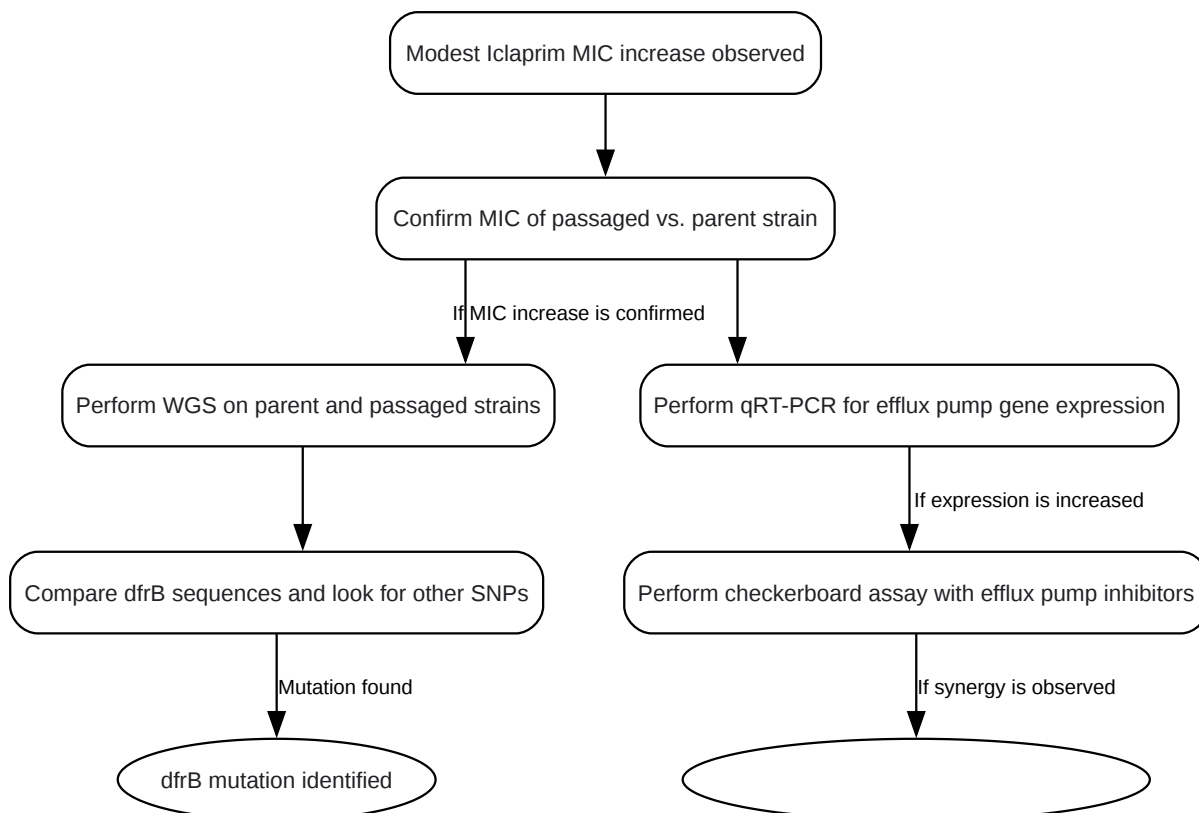 Modest Iclaprim MIC increase observed
Confirm MIC of passaged vs. parent strain
If MIC increase is confirmed
Perform WGS on parent and passaged strains
Perform qRT-PCR for efflux pump gene expression
If expression is increased
Compare dfrB sequences and look for other SNPs
Perform checkerboard assay with efflux pump inhibitors
Mutation found
If synergy is observed
dfrB mutation identified